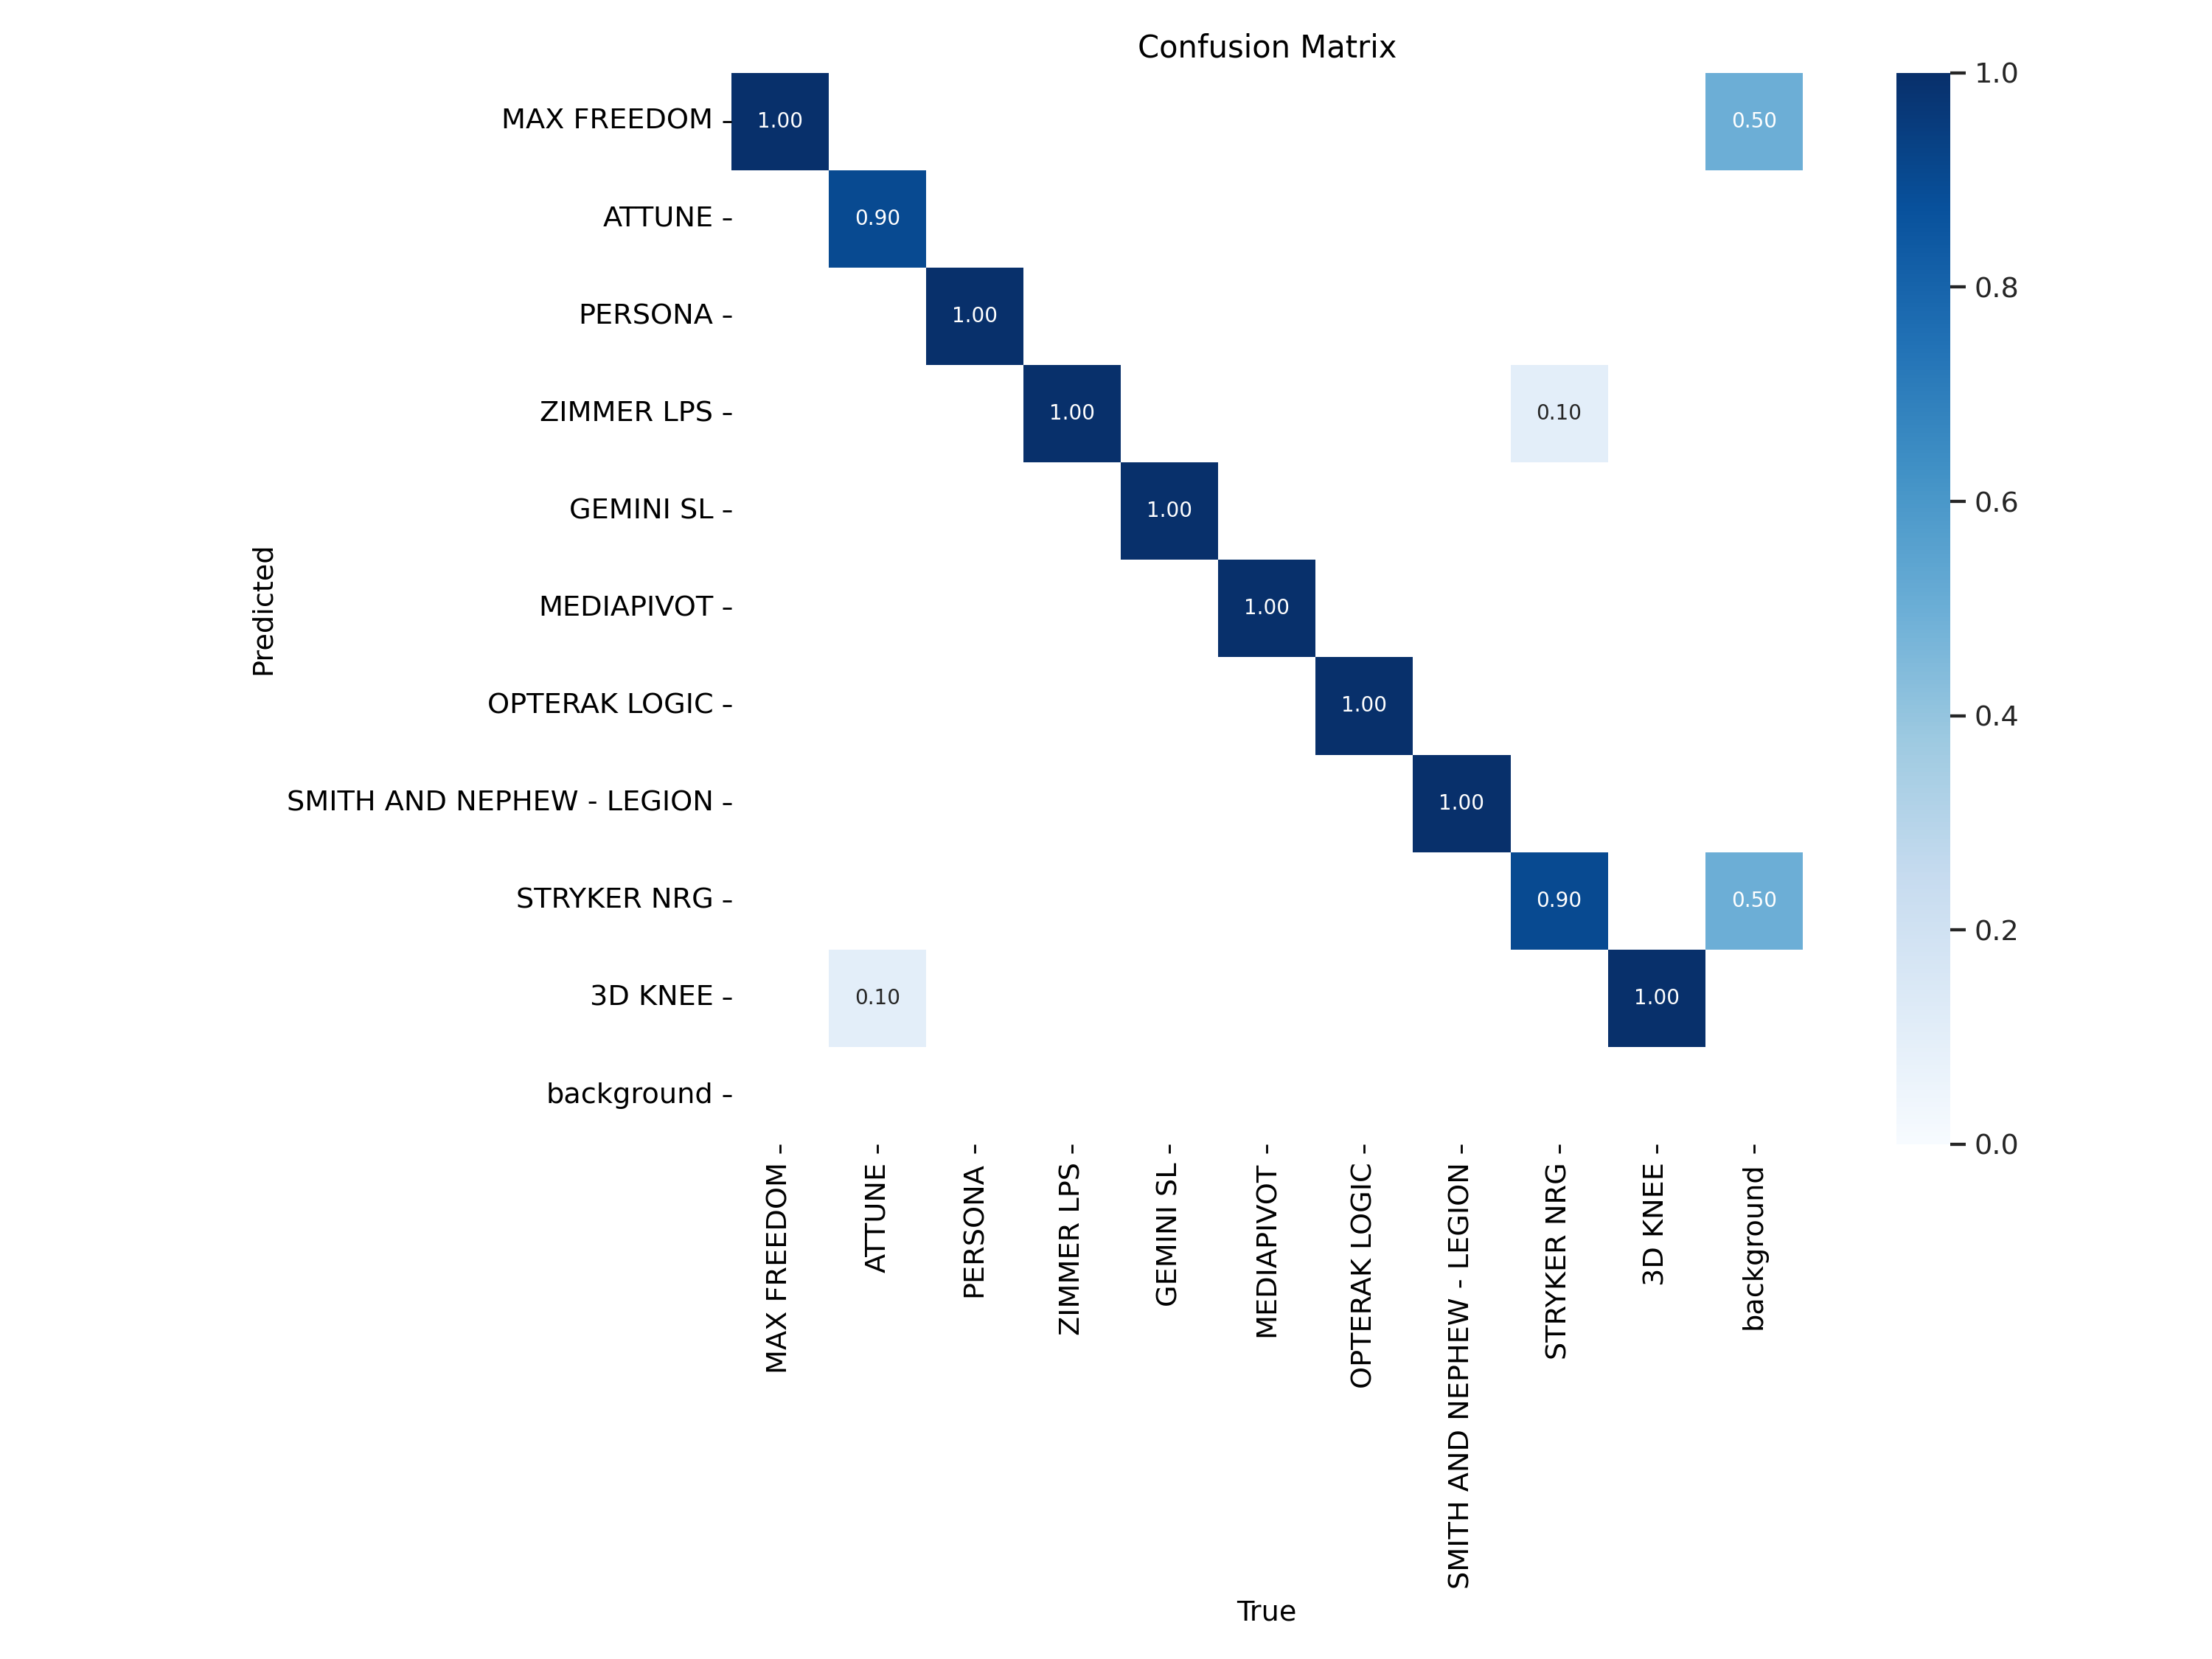 Confusion Matrix
MAX FREEDOM
1.00
0.50
1.0
ATTUNE
0.90
0.8
PERSONA
1.00
ZIMMER LPS
1.00
0.10
0.6
GEMINI SL
1.00
Predicted
MEDIAPIVOT
1.00
OPTERAK LOGIC
1.00
0.4
SMITH AND NEPHEW - LEGION
1.00
STRYKER NRG
0.90
0.50
0.2
3D KNEE
0.10
1.00
background
0.0
MAX FREEDOM
ATTUNE
PERSONA
ZIMMER LPS
GEMINI SL
MEDIAPIVOT
OPTERAK LOGIC
SMITH AND NEPHEW - LEGION
STRYKER NRG
3D KNEE
background
True